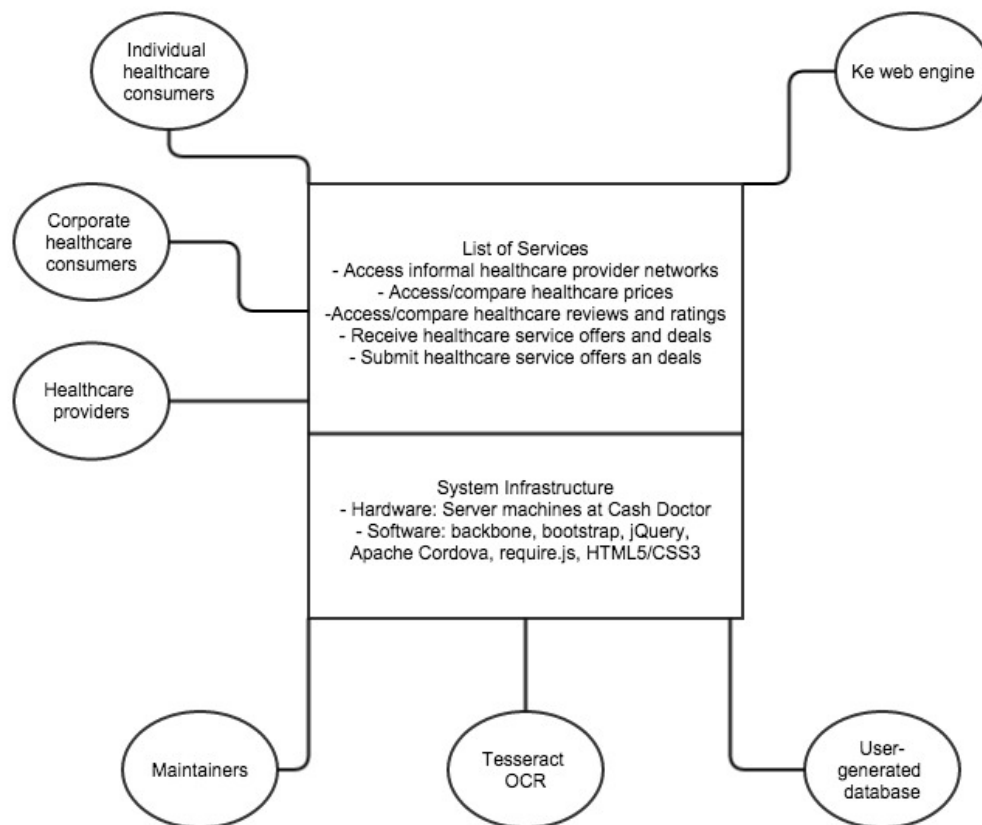 Individual
healthcare
consumers
Ke web engine
Corporate
healthcare
consumers
List of Services
- Access informal healthcare provider networks
- Access/compare healthcare prices
-Access/compare healthcare reviews and ratings
- Receive healthcare service offers and deals
- Submit healthcare service offers an deals
Healthcare
providers
System Infrastructure
- Hardware: Server machines at Cash Doctor
- Software: backbone, bootstrap, jQuery,
Apache Cordova, require.js, HTML5/CSS3
Maintainers
Tesseract
OCR
User-
generated
database